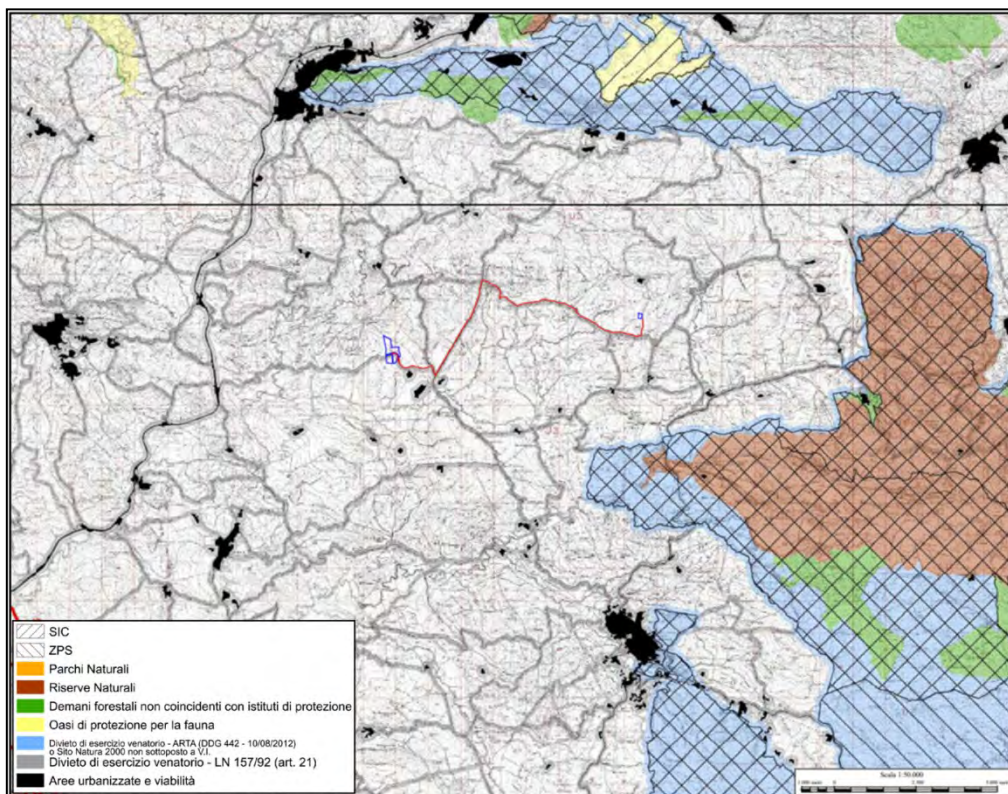 SIC
ZPS
Parchi Naturali
Riserve Naturali
Demani forestali non coincidenti con istituti di protezione
Oasi di protezione per la fauna
Divieto di esercizio venatorio - ARTA (DDG 442 - 10/08/2012)
o Sito Natura 2000 non sottoposto a V.I.
Divieto di esercizio venatorio - LN 157/92 (art. 21)
Aree urbanizzate e viabilità
Scala 1:50.000